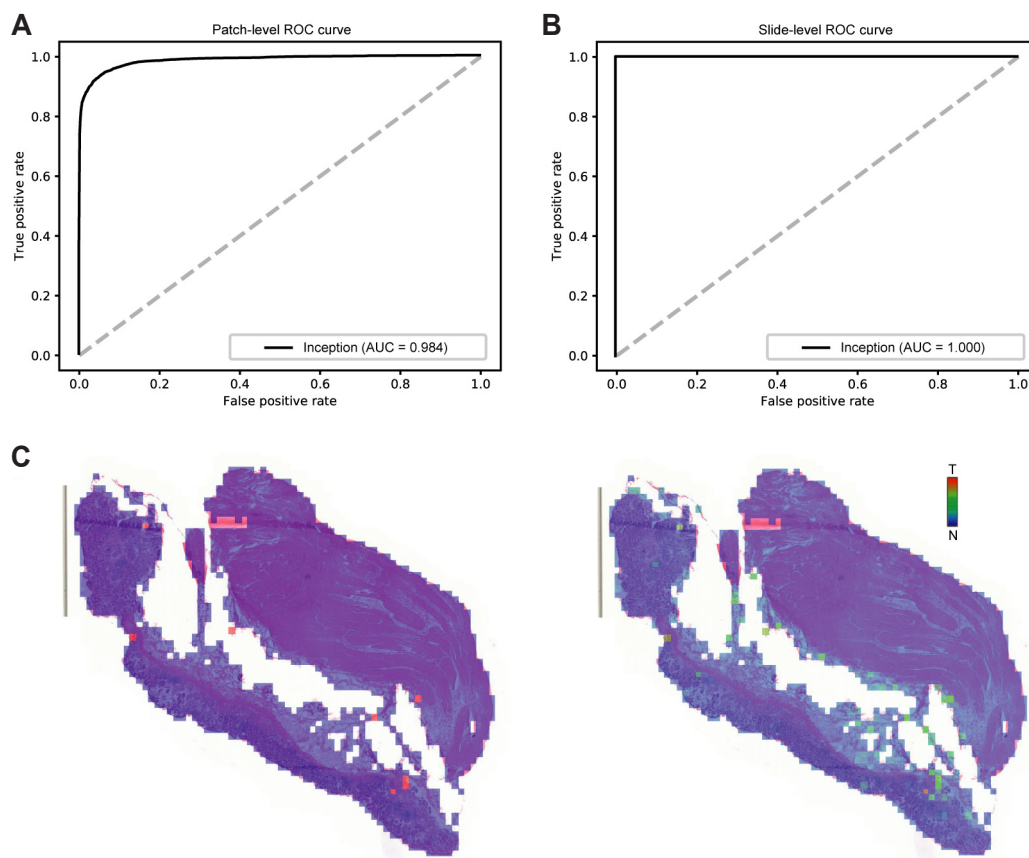 A
Patch-level ROC curve
1.0
0.8
0.6
0.4
0.2
0.0
True positive rate
Inception (AUC = 0.984)
0.0 0.2 0.4 0.6 0.8 1.0
False positive rate
B
Slide-level ROC curve
1.0
0.8
0.6
0.4
0.2
0.0
True positive rate
Inception (AUC = 1.000)
0.0 0.2 0.4 0.6 0.8 1.0
False positive rate
C
T
N